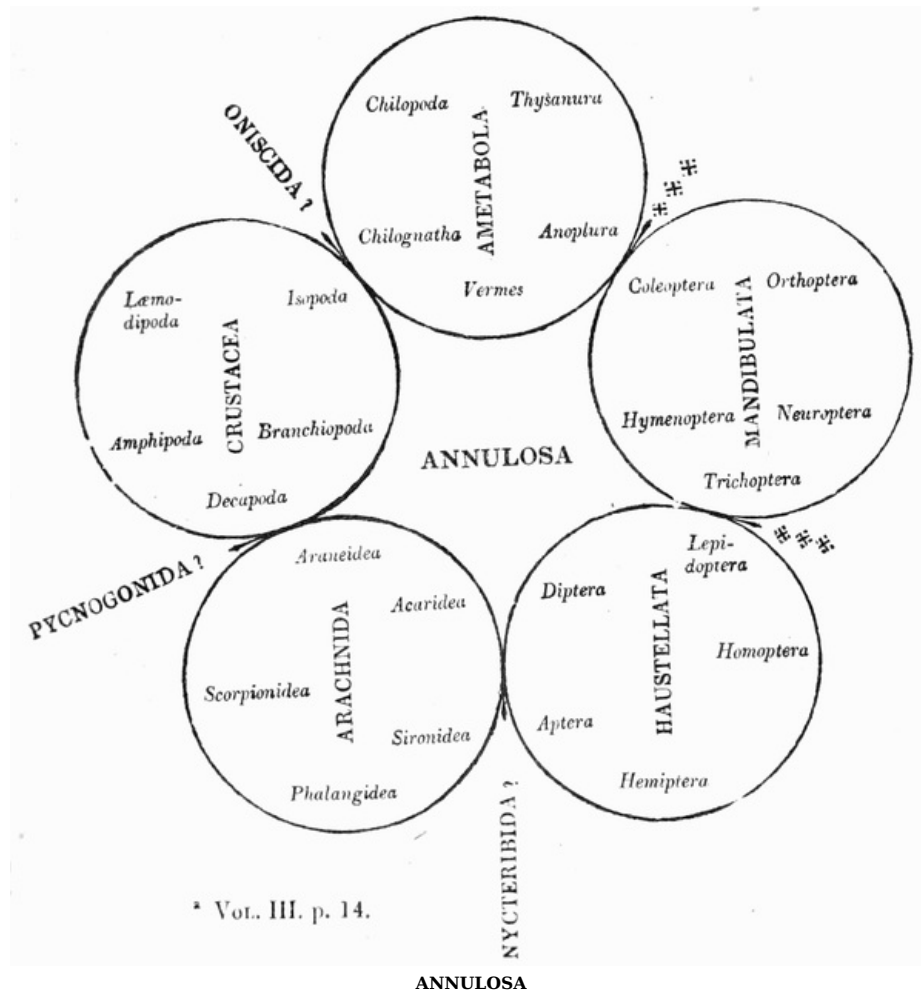 Chilopoda
Thysanura
AMETABOLA
Chilognatha
Anoplura
Vermes
ONISCIDA?
Læmo-
dipoda
Isopoda
CRUSTACEA
Amphipoda
Branchiopoda
Decapoda
Coleoptera
Orthoptera
MANDIBULATA
Hymenoptera
Neuroptera
Trichoptera
ANNULOSA
PYCNOGONIDA?
Araneidea
Acaridea
ARACHNIDA
Scorpionidea
Sironidea
Phalangidea
Lepi-
doptera
Diptera
HAUSTELLATA
Homoptera
Aptera
Hemiptera
NYCTERIBIDA?
ª VOL. III. p. 14.
ANNULOSA